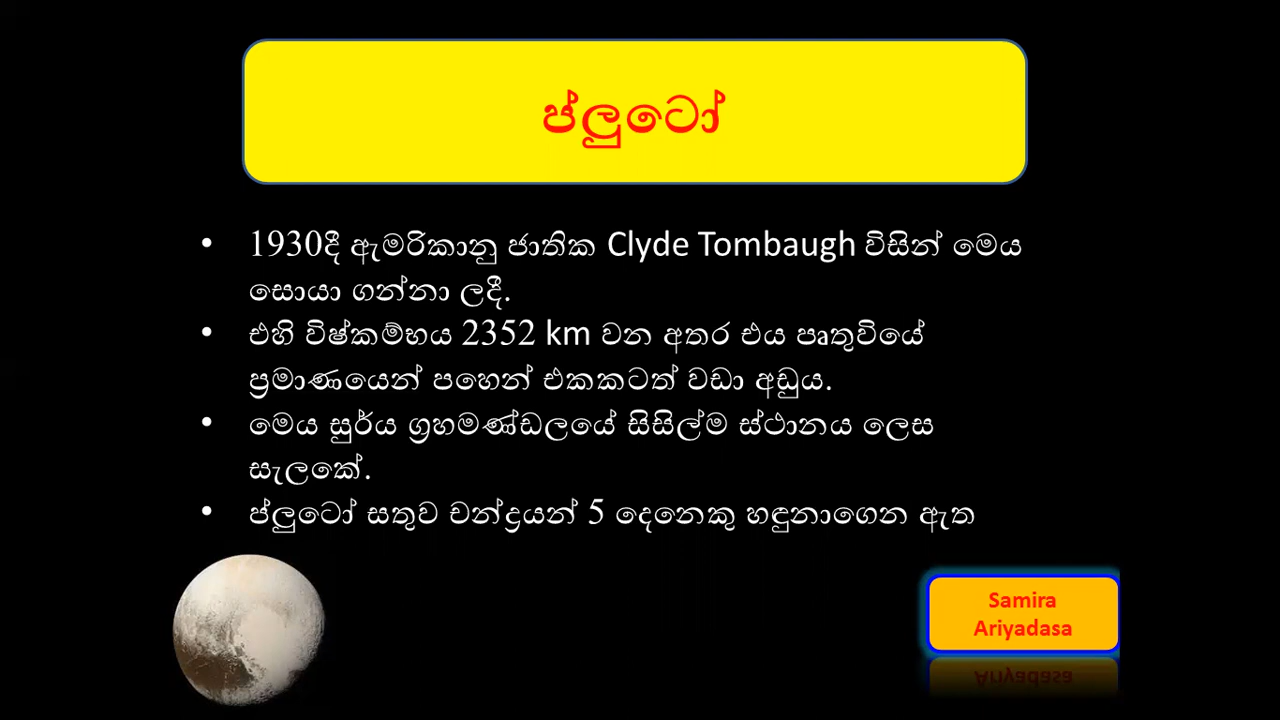 ප්ලුටෝ
• 1930දී ඇමරිකානු ජාතික Clyde Tombaugh විසින් මෙය
සොයා ගන්නා ලදී.
• එහි විෂ්කම්භය 2352 km වන අතර එය පෘතුවියේ
ප්‍රමාණයෙන් පහෙන් එකකටත් වඩා අඩුය.
• මෙය සුර්ය ග්‍රහමණ්ඩලයේ සිසිල්ම ස්ථානය ලෙස
සැලකේ.
• ප්ලුටෝ සතුව චන්ද්‍රයන් 5 දෙනෙකු හඳුනාගෙන ඇත
Samira
Ariyadasa